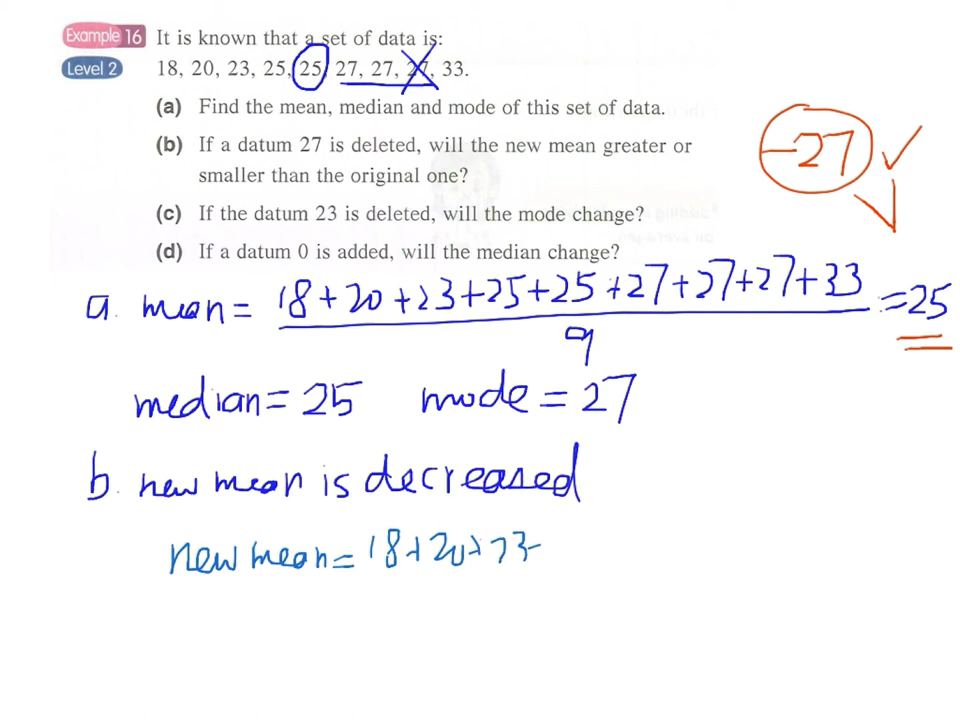 Example 16 It is known that a set of data is:
Level 2 18, 20, 23, 25, 25, 27, 27, 27, 33.
(a) Find the mean, median and mode of this set of data.
(b) If a datum 27 is deleted, will the new mean greater or
smaller than the original one?
-27 ✓
(c) If the datum 23 is deleted, will the mode change?
(d) If a datum 0 is added, will the median change?
a. mean = 18+20+23+25+25+27+27+27+33 = 25
9
median = 25 mode = 27
b. new mean is decreased
new mean = 18+20+23